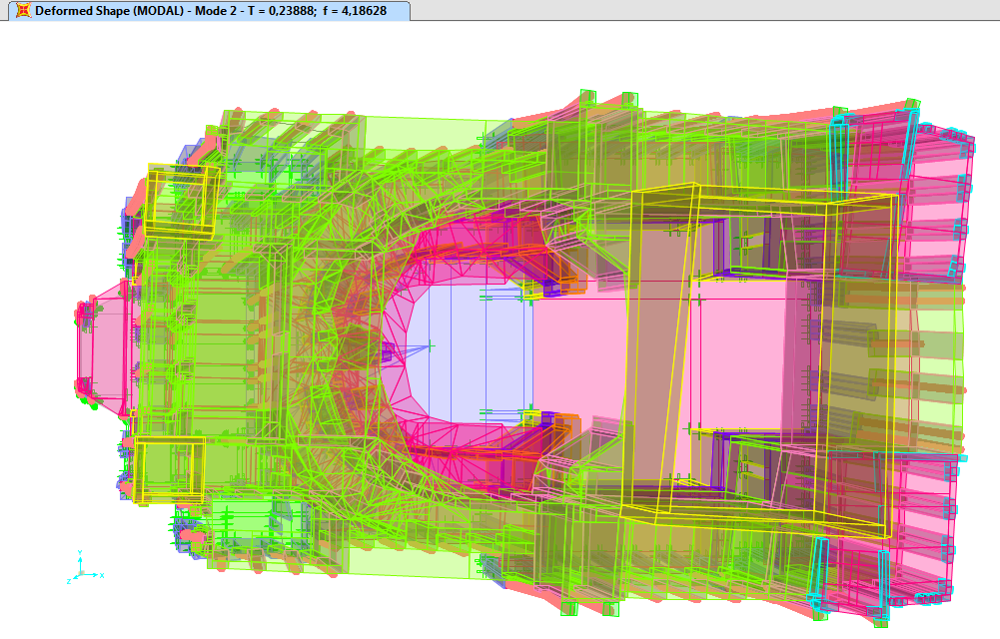 Deformed Shape (MODAL) - Mode 2 - T = 0,23888; f = 4,18628
Y
Z X